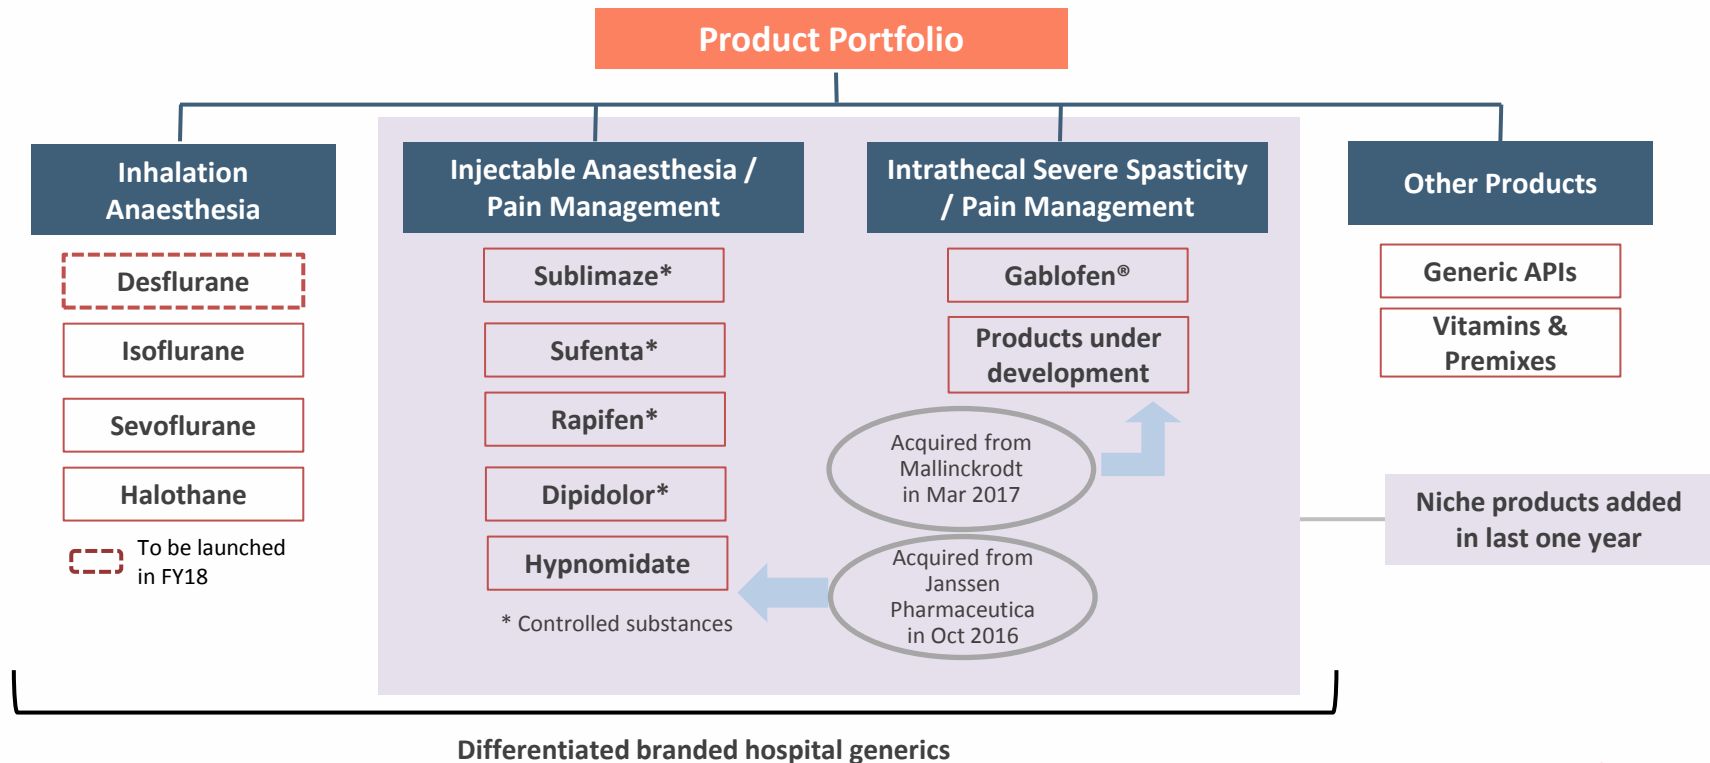 Product Portfolio
Inhalation
Anaesthesia
Desflurane
Isoflurane
Sevoflurane
Halothane
To be launched
in FY18
Injectable Anaesthesia /
Pain Management
Sublimaze*
Sufenta*
Rapifen*
Dipidolor*
Hypnomidate
* Controlled substances
Intrathecal Severe Spasticity
/ Pain Management
Gablofen®
Products under
development
Acquired from
Mallinckrodt
in Mar 2017
Acquired from
Janssen
Pharmaceutica
in Oct 2016
Other Products
Generic APIs
Vitamins &
Premixes
Niche products added
in last one year
Differentiated branded hospital generics